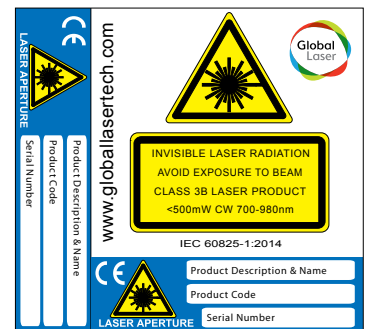 LASER APERTURE
CE
Product Description & Name
Product Code
Serial Number
www.globallasertech.com
Global
Laser
INVISIBLE LASER RADIATION
AVOID EXPOSURE TO BEAM
CLASS 3B LASER PRODUCT
<500mW CW 700-980nm
IEC 60825-1:2014
CE
LASER APERTURE
Product Description & Name
Product Code
Serial Number